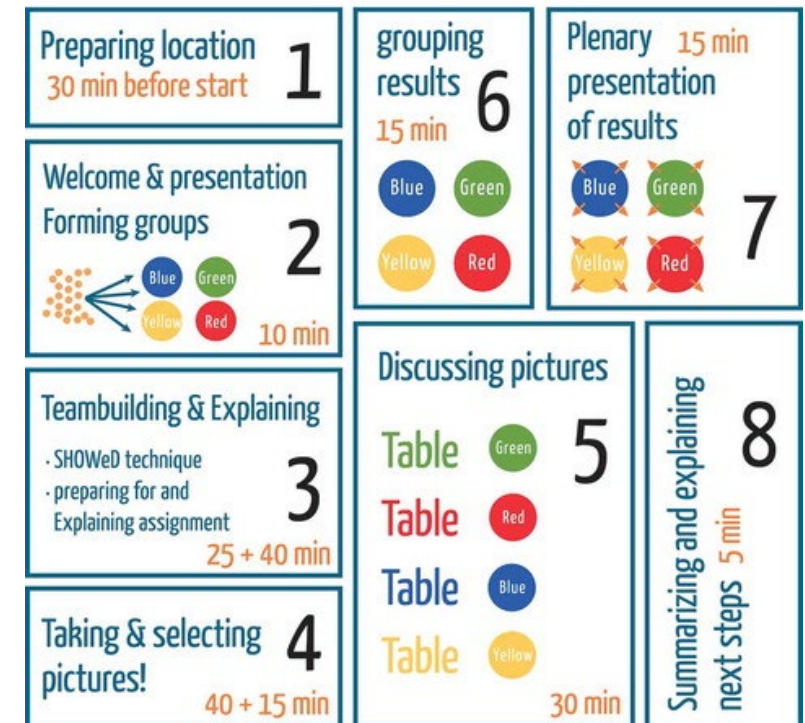 Preparing location
30 min before start
1
Welcome & presentation
Forming groups
2
Blue Green
Yellow Red
10 min
Teambuilding & Explaining
· SHOWeD technique
· preparing for and
Explaining assignment
3
25 + 40 min
Taking & selecting
pictures!
4
40 + 15 min
Discussing pictures
5
Table Green
Table Red
Table Blue
Table Yellow
30 min
grouping
results
6
15 min
Blue Green
Yellow Red
Plenary 15 min
presentation
of results
7
Blue Green
Yellow Red
8
Summarizing and explaining
next steps 5 min